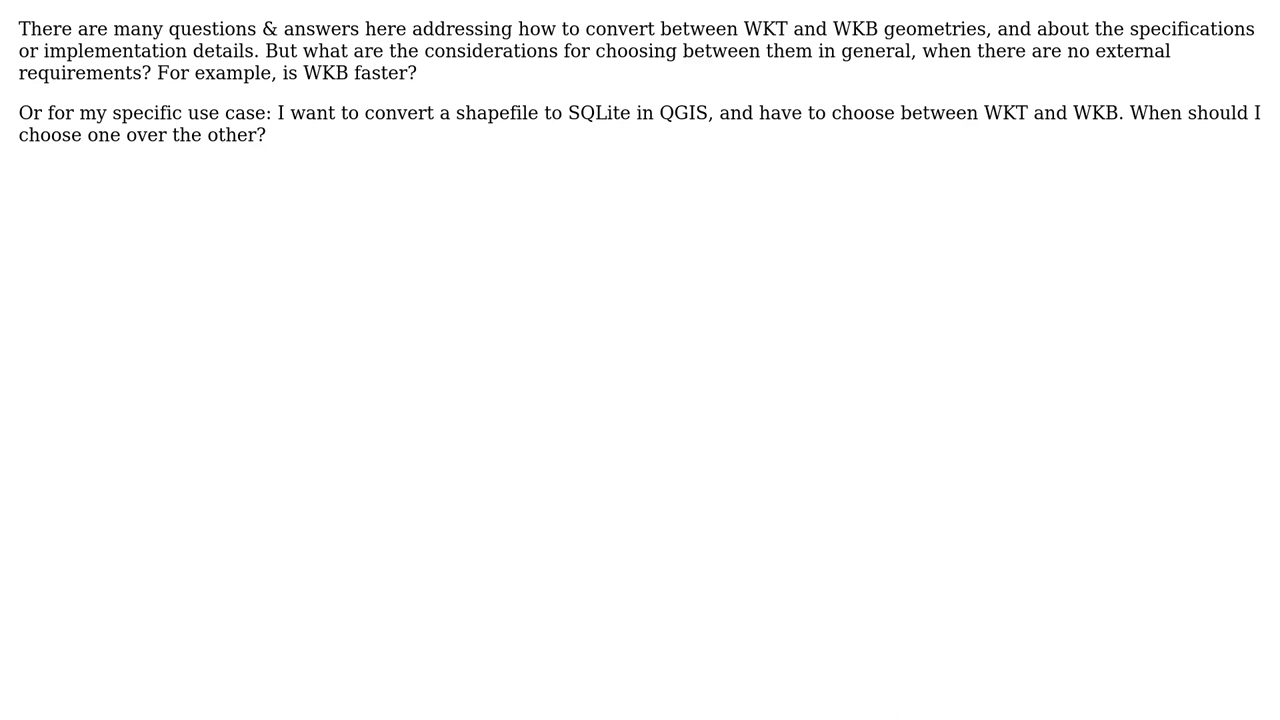 There are many questions & answers here addressing how to convert between WKT and WKB geometries, and about the specifications
or implementation details. But what are the considerations for choosing between them in general, when there are no external
requirements? For example, is WKB faster?
Or for my specific use case: I want to convert a shapefile to SQLite in QGIS, and have to choose between WKT and WKB. When should I
choose one over the other?